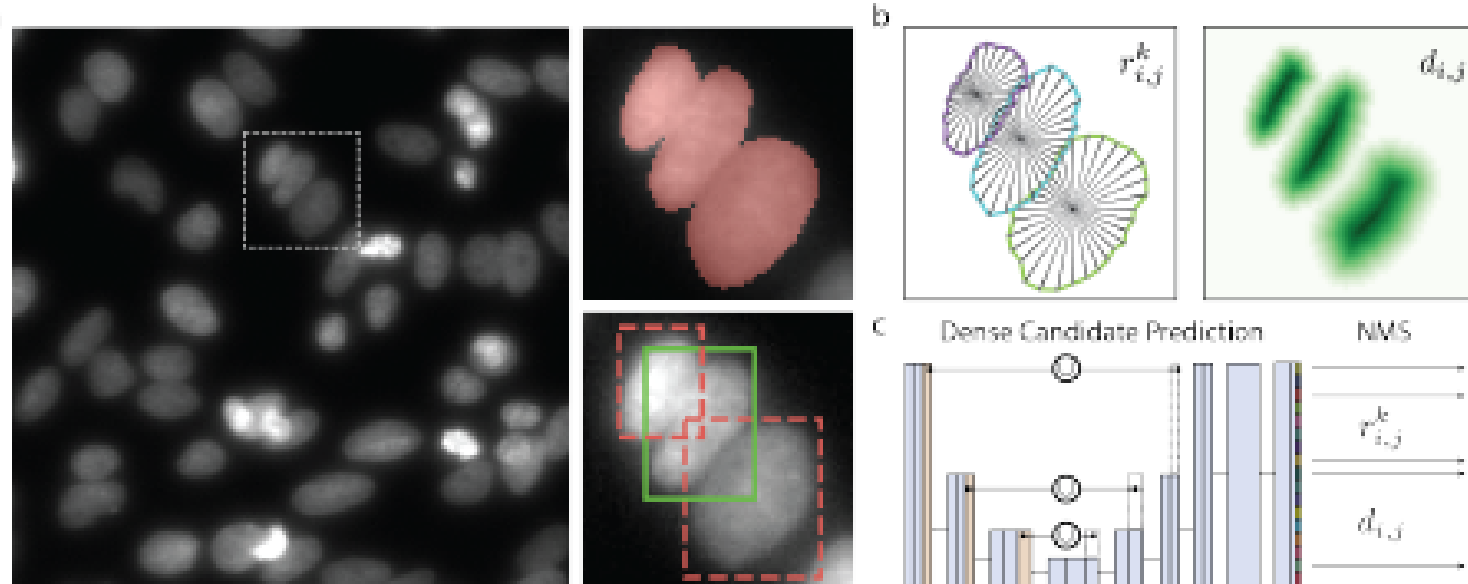 b
r^k_{i,j}
d_{i,j}
c
Dense Candidate Prediction
NMS
r^k_{i,j}
d_{i,j}